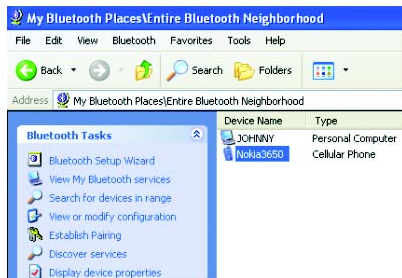 My Bluetooth Places\Entire Bluetooth Neighborhood
File Edit View Bluetooth Favorites Tools Help
Back Search Folders
Address My Bluetooth Places\Entire Bluetooth Neighborhood
Bluetooth Tasks
Bluetooth Setup Wizard
View My Bluetooth services
Search for devices in range
View or modify configuration
Establish Pairing
Discover services
Display device properties
Device Name Type
JOHNNY Personal Computer
Nokia3650 Cellular Phone